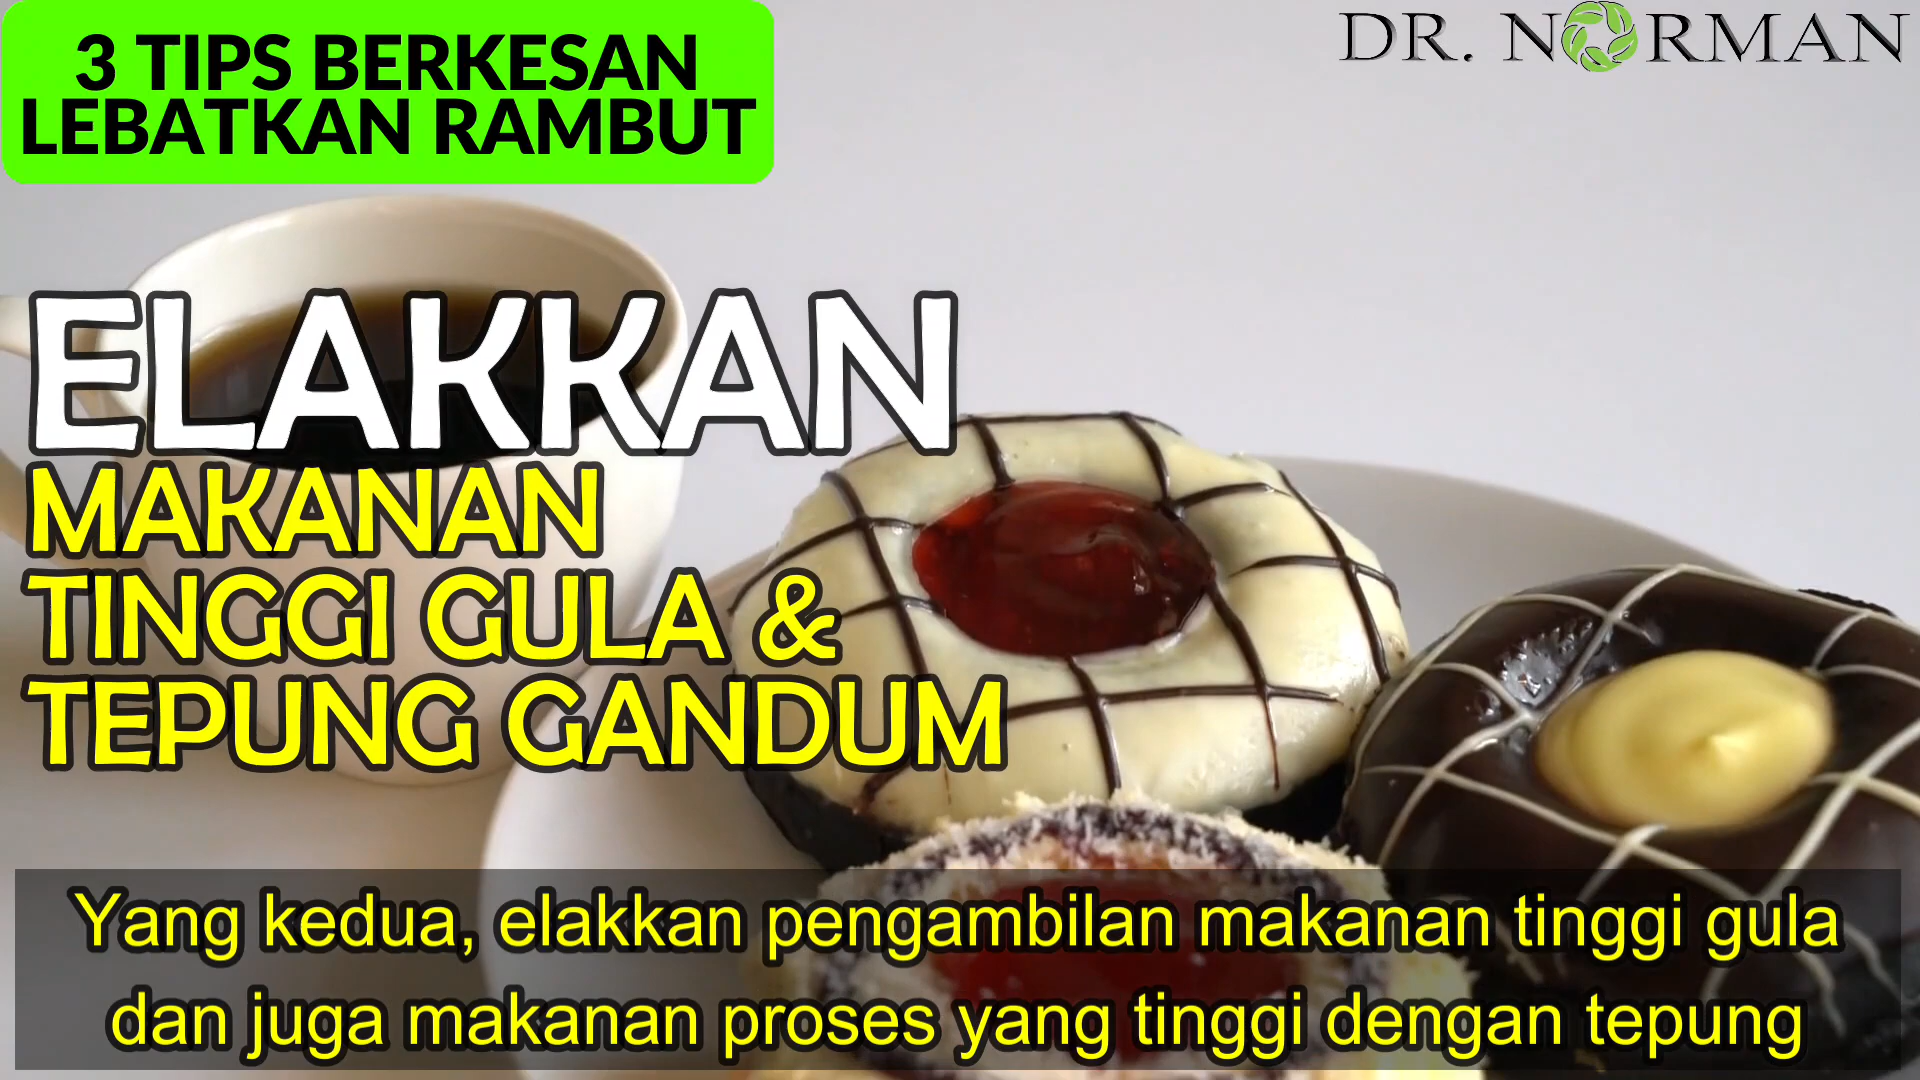 3 TIPS BERKESAN
LEBATKAN RAMBUT
DR. NORMAN
ELAKKAN
MAKANAN
TINGGI GULA &
TEPUNG GANDUM
Yang kedua, elakkan pengambilan makanan tinggi gula
dan juga makanan proses yang tinggi dengan tepung